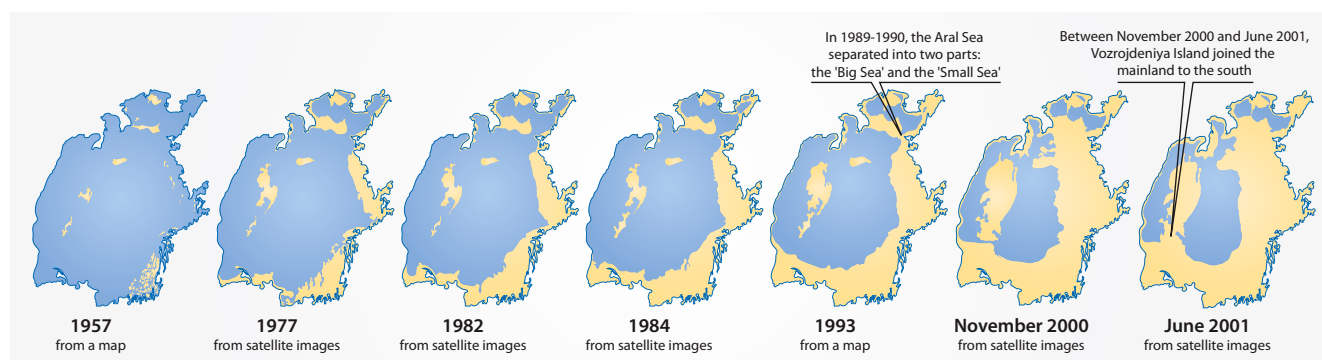 In 1989-1990, the Aral Sea
separated into two parts:
the 'Big Sea' and the 'Small Sea'
Between November 2000 and June 2001,
Vozrojdeniya Island joined the
mainland to the south
1957
from a map
1977
from satellite images
1982
from satellite images
1984
from satellite images
1993
from a map
November 2000
from satellite images
June 2001
from satellite images